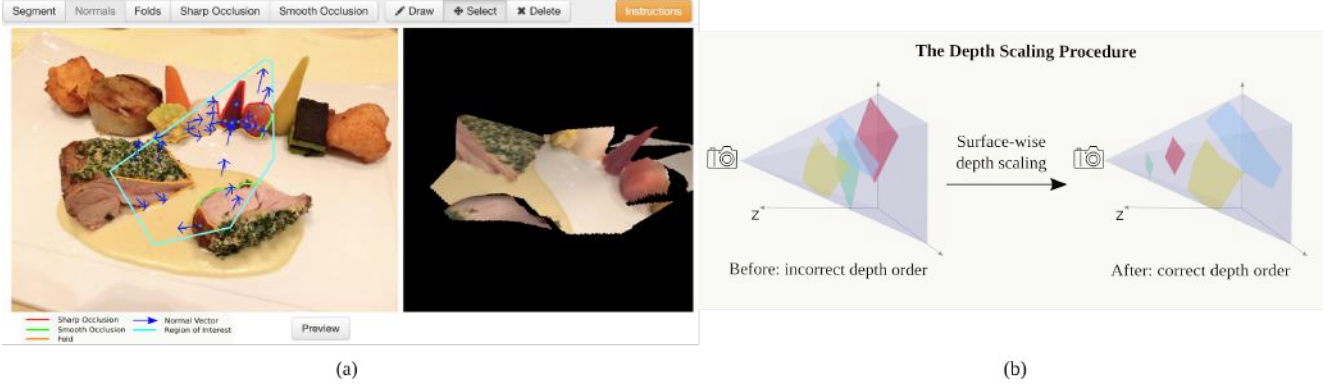 Segment Normals Folds Sharp Occlusion Smooth Occlusion Draw Select Delete Instructions
Sharp Occlusion
Smooth Occlusion
Fold
Normal Vector
Region of Interest
Preview
(a)
The Depth Scaling Procedure
Z
Before: incorrect depth order
Surface-wise
depth scaling
Z
After: correct depth order
(b)